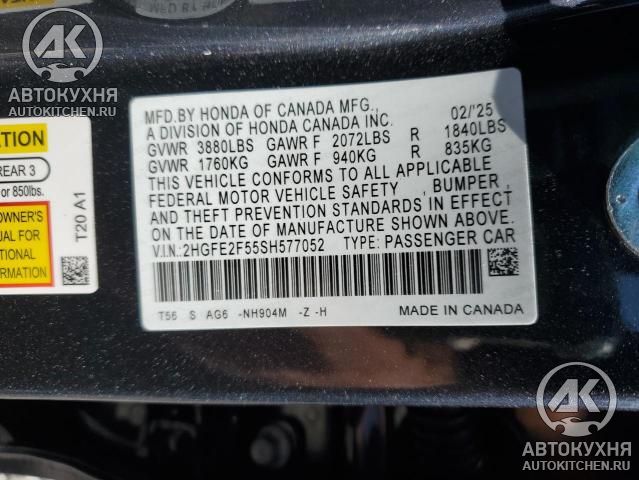 АВТОКУХНЯ
AUTOKITCHEN.RU
MFD.BY HONDA OF CANADA MFG., 02/'25
A DIVISION OF HONDA CANADA INC.
GVWR 3880LBS GAWR F 2072LBS R 1840LBS
GVWR 1760KG GAWR F 940KG R 835KG
THIS VEHICLE CONFORMS TO ALL APPLICABLE
FEDERAL MOTOR VEHICLE SAFETY , BUMPER ,
AND THEFT PREVENTION STANDARDS IN EFFECT
ON THE DATE OF MANUFACTURE SHOWN ABOVE.
V.I.N.:2HGFE2F55SH577052 TYPE: PASSENGER CAR
T56 S AG6 -NH904M -Z -H MADE IN CANADA
REAR 3
or 850lbs.
OWNER'S
FOR
T20 A1
АВТОКУХНЯ
AUTOKITCHEN.RU